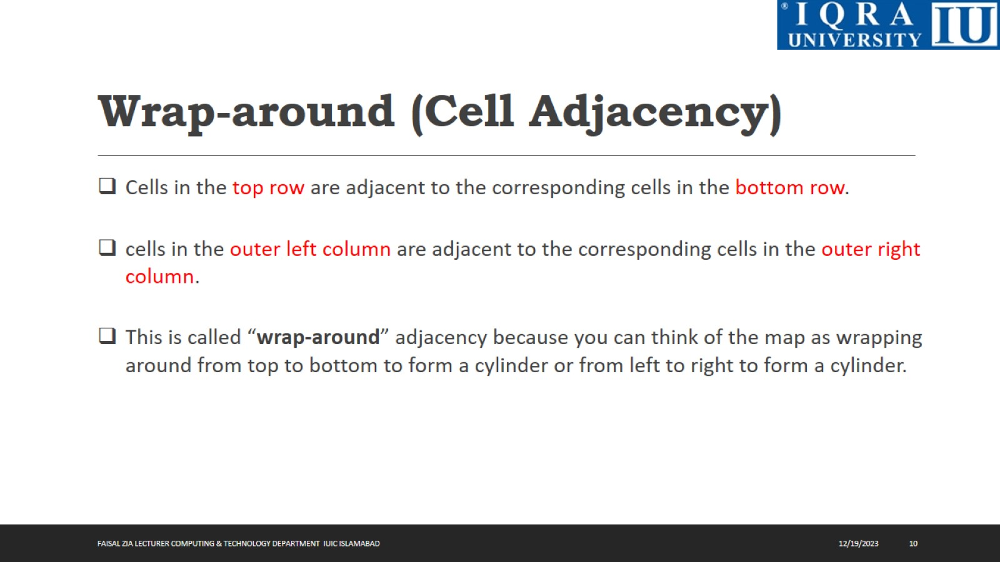 ® IQRA
UNIVERSITY IU
Wrap-around (Cell Adjacency)
❑ Cells in the top row are adjacent to the corresponding cells in the bottom row.
❑ cells in the outer left column are adjacent to the corresponding cells in the outer right
column.
❑ This is called “wrap-around” adjacency because you can think of the map as wrapping
around from top to bottom to form a cylinder or from left to right to form a cylinder.
FAISAL ZIA LECTURER COMPUTING & TECHNOLOGY DEPARTMENT IUIC ISLAMABAD 12/19/2023 10